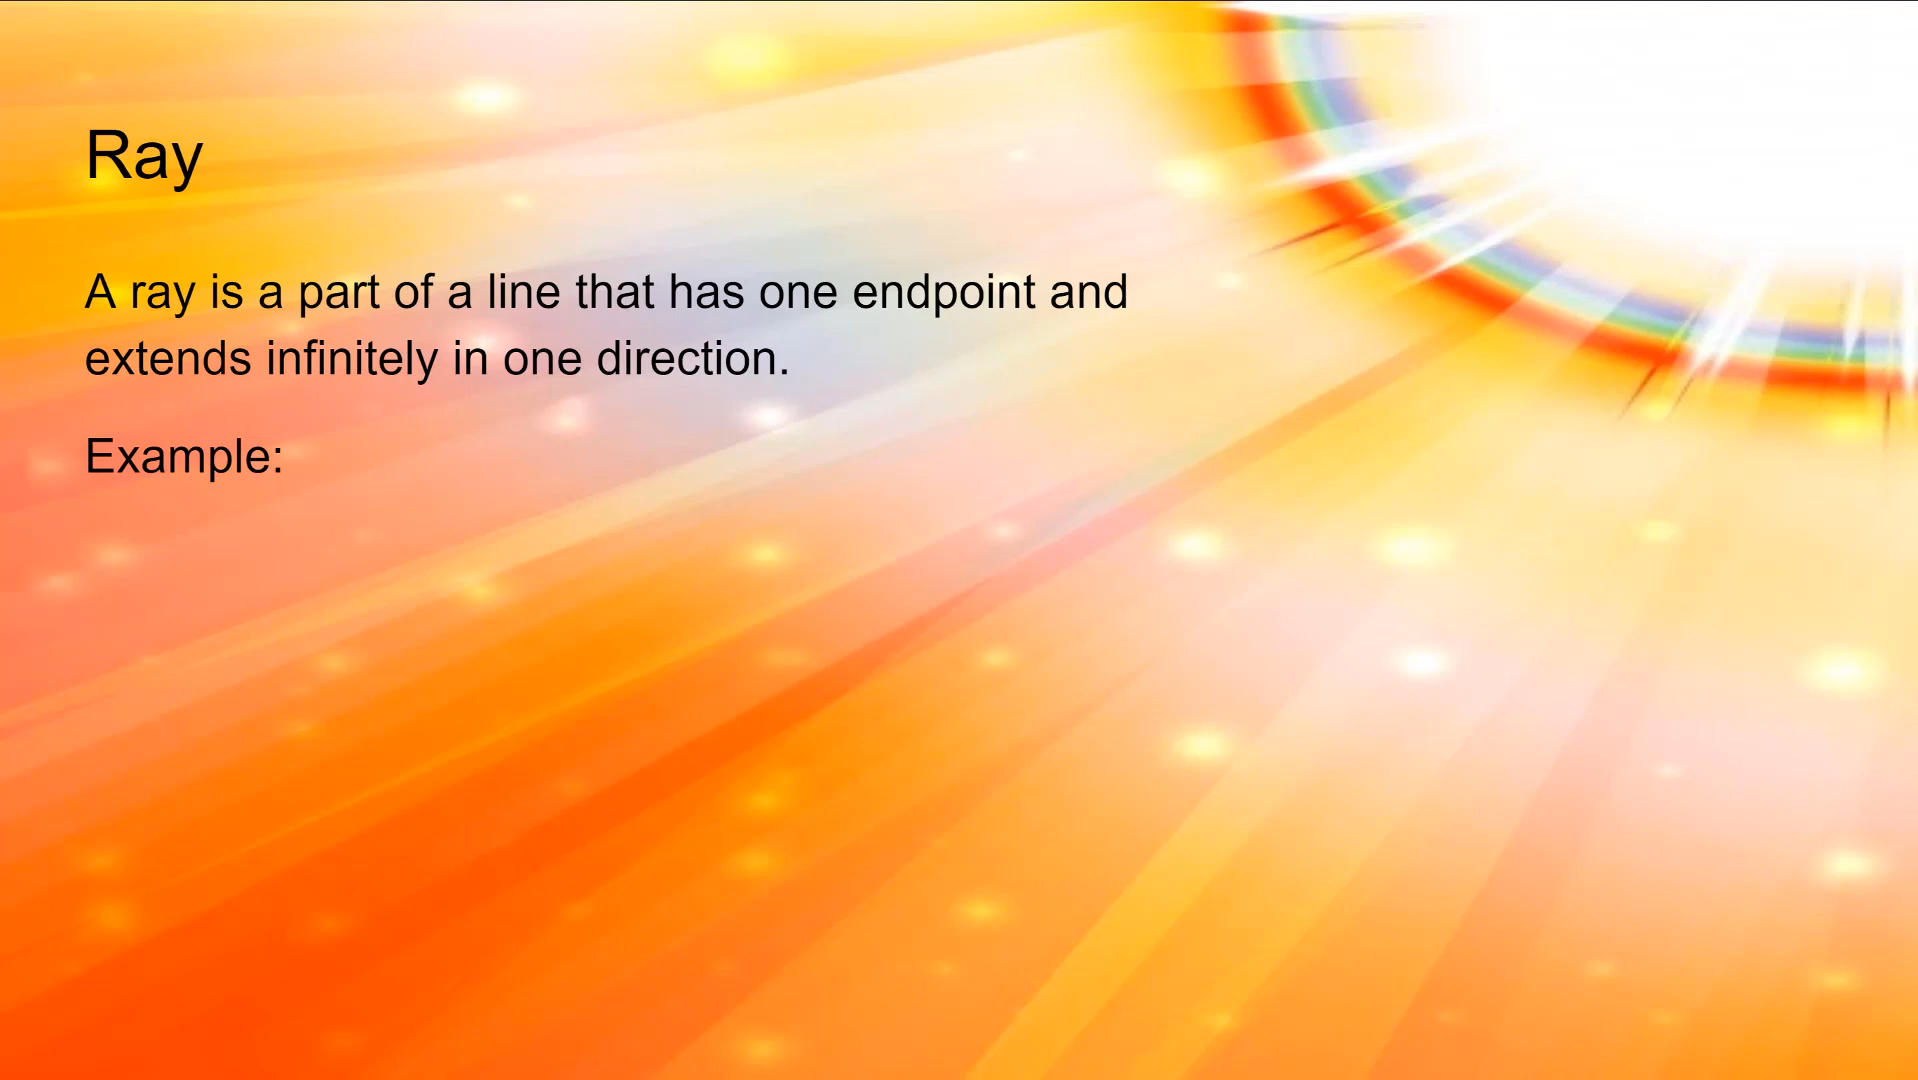 Ray
A ray is a part of a line that has one endpoint and
extends infinitely in one direction.
Example: